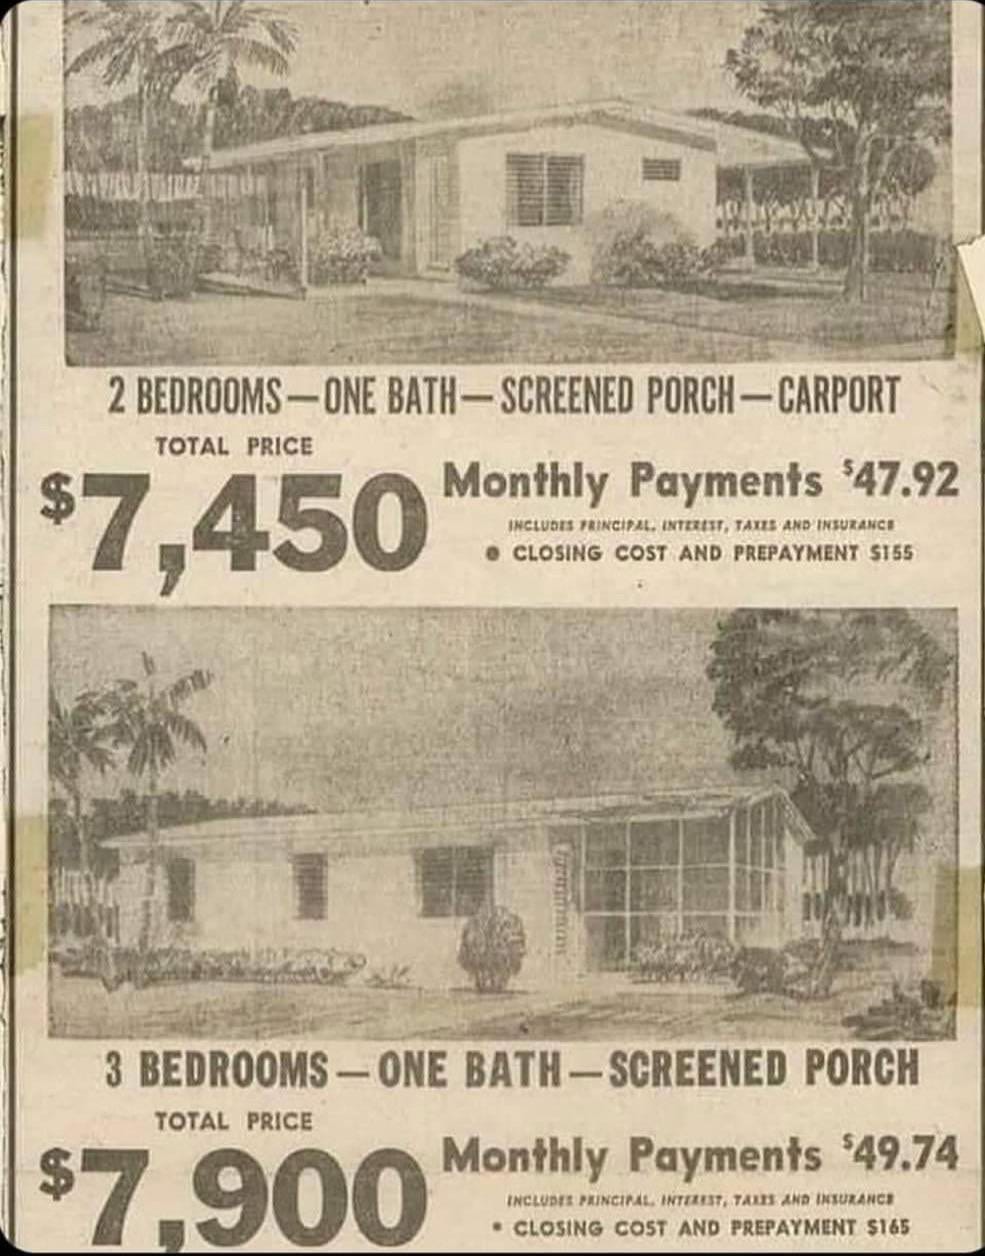 2 BEDROOMS—ONE BATH—SCREENED PORCH—CARPORT
TOTAL PRICE
$7,450
Monthly Payments $47.92
INCLUDES PRINCIPAL, INTEREST, TAXES AND INSURANCE
● CLOSING COST AND PREPAYMENT $155
3 BEDROOMS—ONE BATH—SCREENED PORCH
TOTAL PRICE
$7,900
Monthly Payments $49.74
INCLUDES PRINCIPAL, INTEREST, TAXES AND INSURANCE
• CLOSING COST AND PREPAYMENT $165